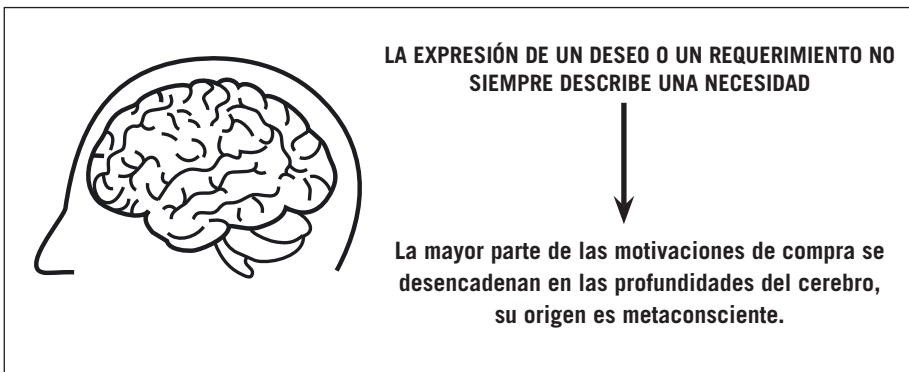 LA EXPRESIÓN DE UN DESEO O UN REQUERIMIENTO NO
SIEMPRE DESCRIBE UNA NECESIDAD
La mayor parte de las motivaciones de compra se
desencadenan en las profundidades del cerebro,
su origen es metaconsciente.